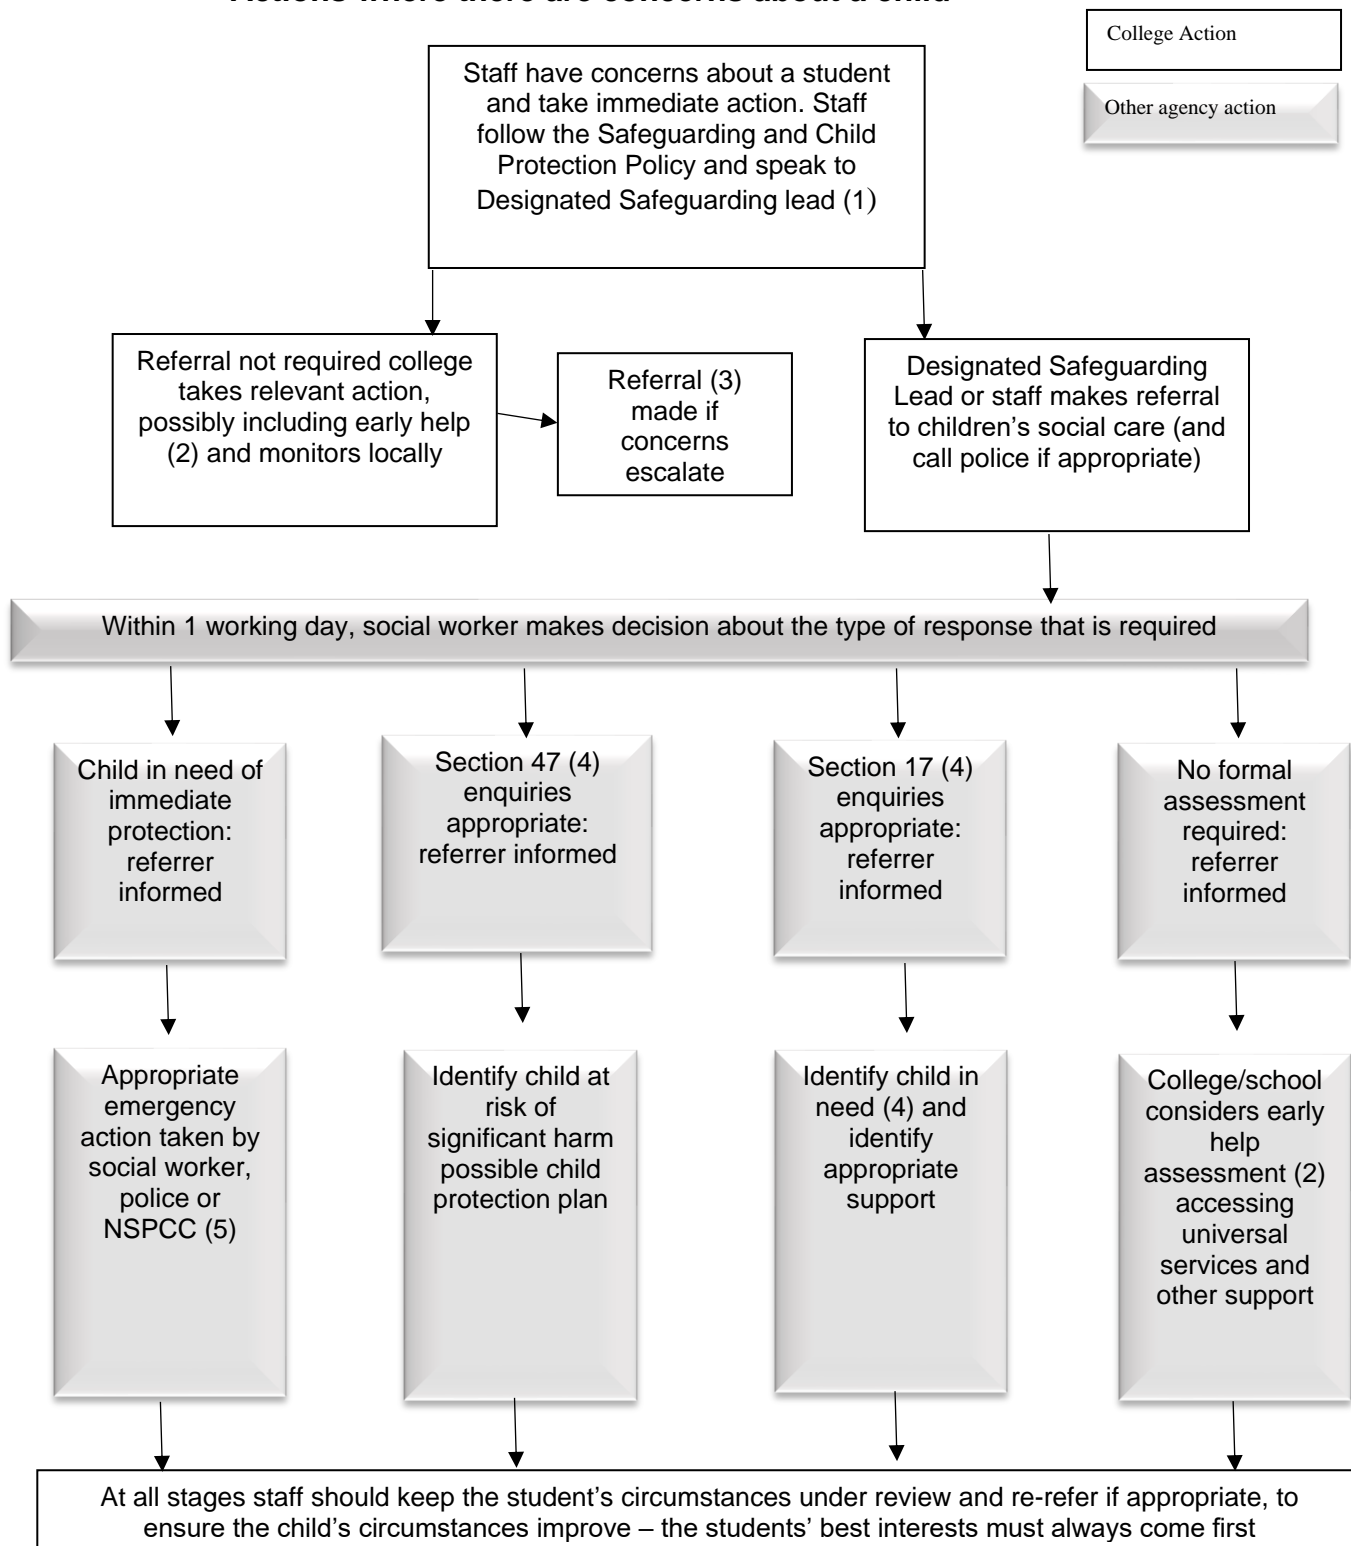 Actions where there are concerns about a child
College Action
Other agency action
Staff have concerns about a student
and take immediate action. Staff
follow the Safeguarding and Child
Protection Policy and speak to
Designated Safeguarding lead (1)
Referral not required college
takes relevant action,
possibly including early help
(2) and monitors locally
Referral (3)
made if
concerns
escalate
Designated Safeguarding
Lead or staff makes referral
to children’s social care (and
call police if appropriate)
Within 1 working day, social worker makes decision about the type of response that is required
Child in need of
immediate
protection:
referrer
informed
Section 47 (4)
enquiries
appropriate:
referrer informed
Section 17 (4)
enquiries
appropriate:
referrer
informed
No formal
assessment
required:
referrer
informed
Appropriate
emergency
action taken by
social worker,
police or
NSPCC (5)
Identify child at
risk of
significant harm
possible child
protection plan
Identify child in
need (4) and
identify
appropriate
support
College/school
considers early
help
assessment (2)
accessing
universal
services and
other support
At all stages staff should keep the student’s circumstances under review and re-refer if appropriate, to
ensure the child’s circumstances improve – the students’ best interests must always come first